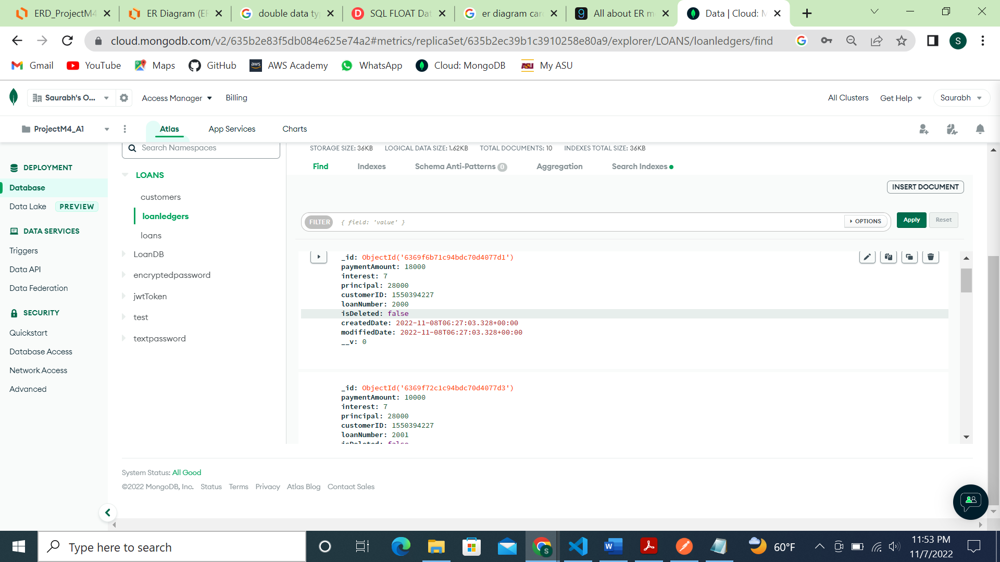 ERD_ProjectM4
ER Diagram (ER
double data typ
SQL FLOAT Dat
er diagram card
All about ER m
Data | Cloud: M
cloud.mongodb.com/v2/635b2e83f5db084e625e74a2#metrics/replicaSet/635b2ec39b1c3910258e80a9/explorer/LOANS/loanledgers/find
S
Gmail
YouTube
Maps
GitHub
AWS Academy
WhatsApp
Cloud: MongoDB
My ASU
Saurabh's O...
Access Manager
Billing
All Clusters
Get Help
Saurabh
ProjectM4_A1
Atlas
App Services
Charts
DEPLOYMENT
Database
Data Lake PREVIEW
DATA SERVICES
Triggers
Data API
Data Federation
SECURITY
Quickstart
Database Access
Network Access
Advanced
Search Namespaces
LOANS
customers
loanledgers
loans
LoanDB
encryptedpassword
jwtToken
test
textpassword
STORAGE SIZE: 36KB LOGICAL DATA SIZE: 1.62KB TOTAL DOCUMENTS: 10 INDEXES TOTAL SIZE: 36KB
Find Indexes Schema Anti-Patterns 0 Aggregation Search Indexes
INSERT DOCUMENT
FILTER { field: 'value' } OPTIONS Apply Reset
_id: ObjectId('6369f6b71c94bdc70d4077d1')
paymentAmount: 18000
interest: 7
principal: 28000
customerID: 1550394227
loanNumber: 2000
isDeleted: false
createdDate: 2022-11-08T06:27:03.328+00:00
modifiedDate: 2022-11-08T06:27:03.328+00:00
__v: 0
_id: ObjectId('6369f72c1c94bdc70d4077d3')
paymentAmount: 10000
interest: 7
principal: 28000
customerID: 1550394227
loanNumber: 2001
isDeleted: false
System Status: All Good
©2022 MongoDB, Inc. Status Terms Privacy Atlas Blog Contact Sales
Type here to search
60°F
11:53 PM
11/7/2022